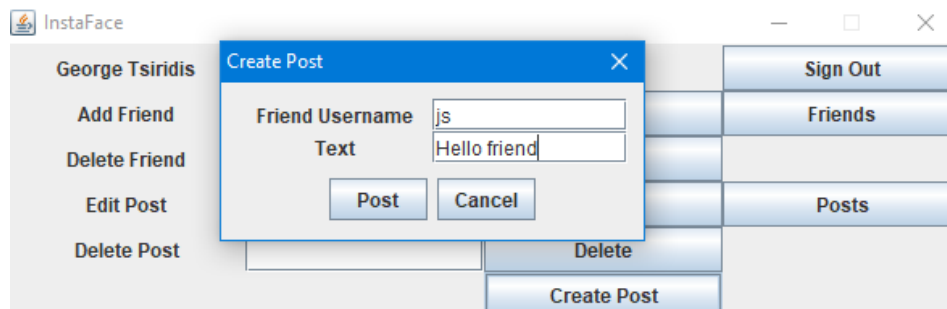 InstaFace
George Tsiridis
Sign Out
Create Post
Add Friend
Friends
Friend Username js
Text Hello friend
Delete Friend
Post Cancel
Edit Post
Posts
Delete Post
Delete
Create Post